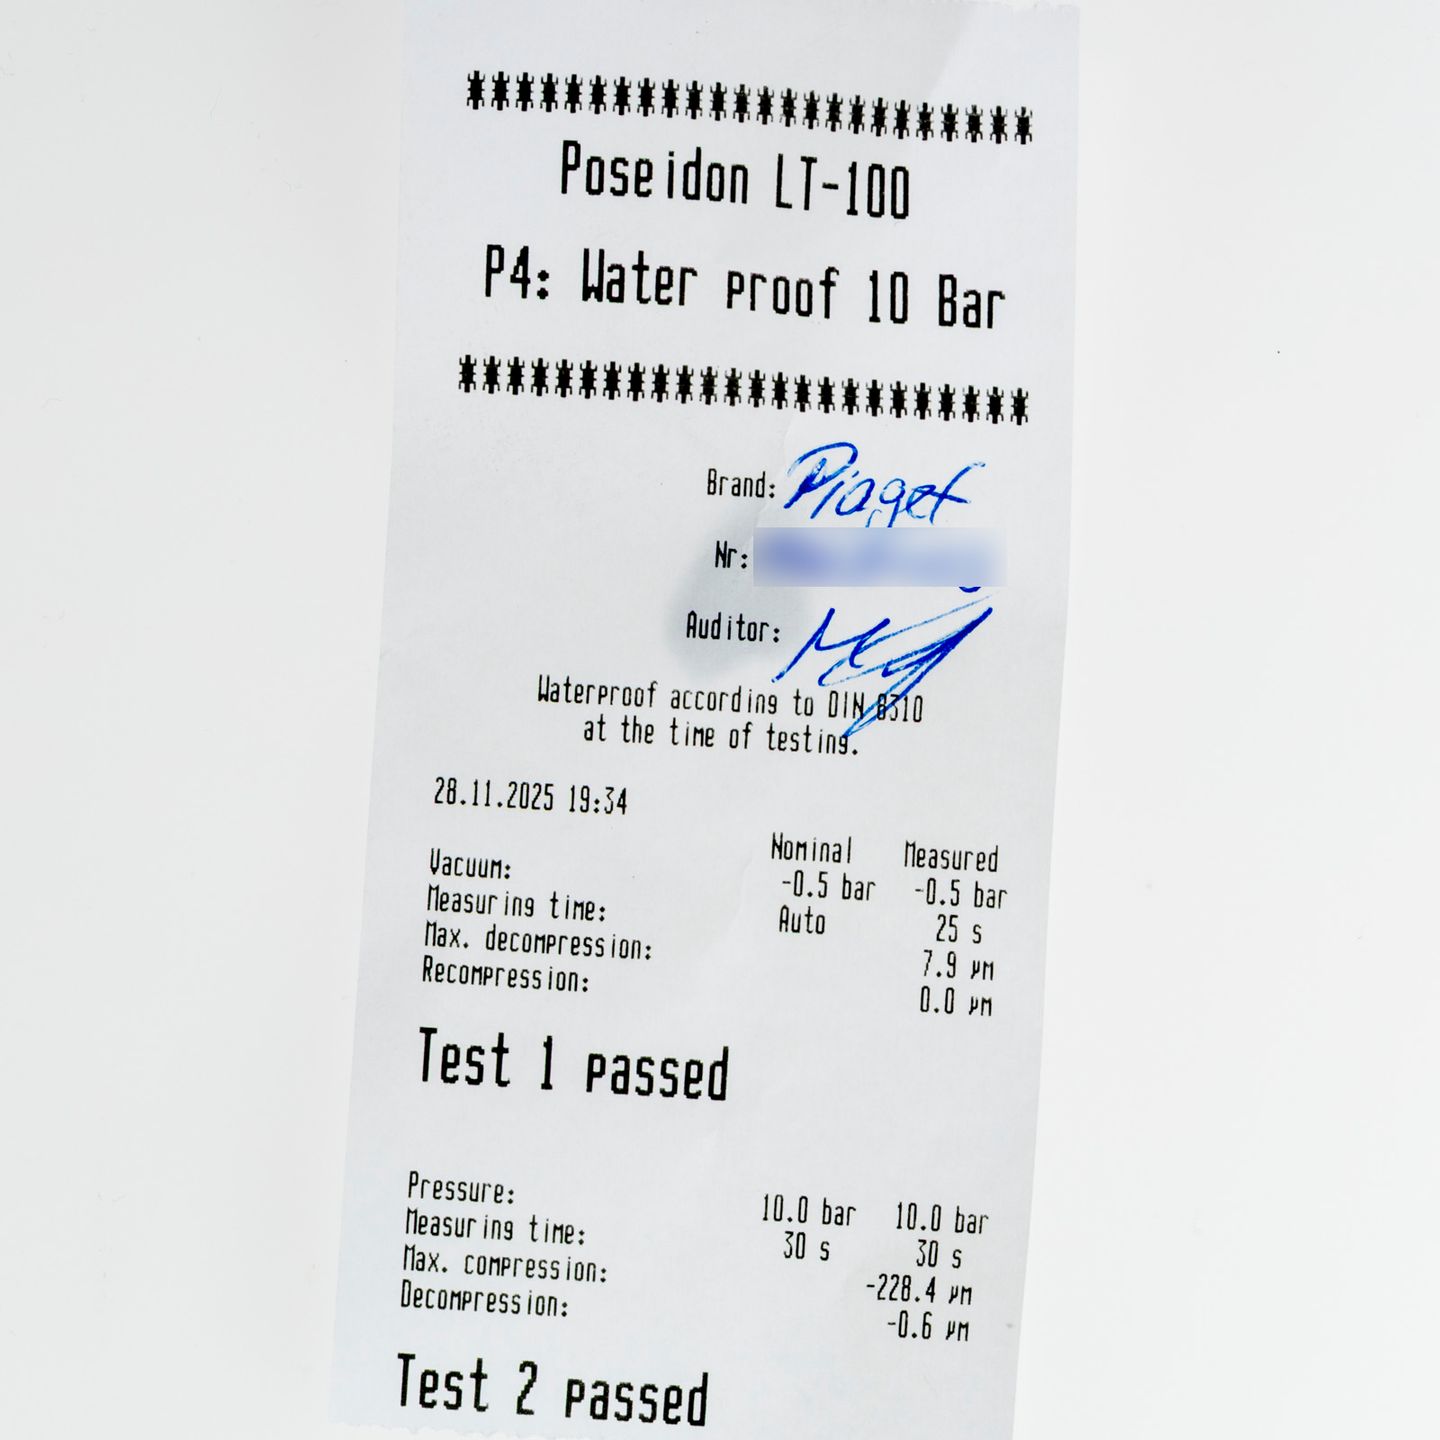 Poseidon LT-100
P4: Water proof 10 Bar
Brand: Piaget
Nr:
Auditor:
Waterproof according to DIN 8310
at the time of testing.
28.11.2025 19:34
Nominal Measured
Vacuum: -0.5 bar -0.5 bar
Measuring time: Auto 25 s
Max. decompression: 7.9 µm
Recompression: 0.0 µm
Test 1 passed
Pressure: 10.0 bar 10.0 bar
Measuring time: 30 s 30 s
Max. compression: -228.4 µm
Decompression: -0.6 µm
Test 2 passed